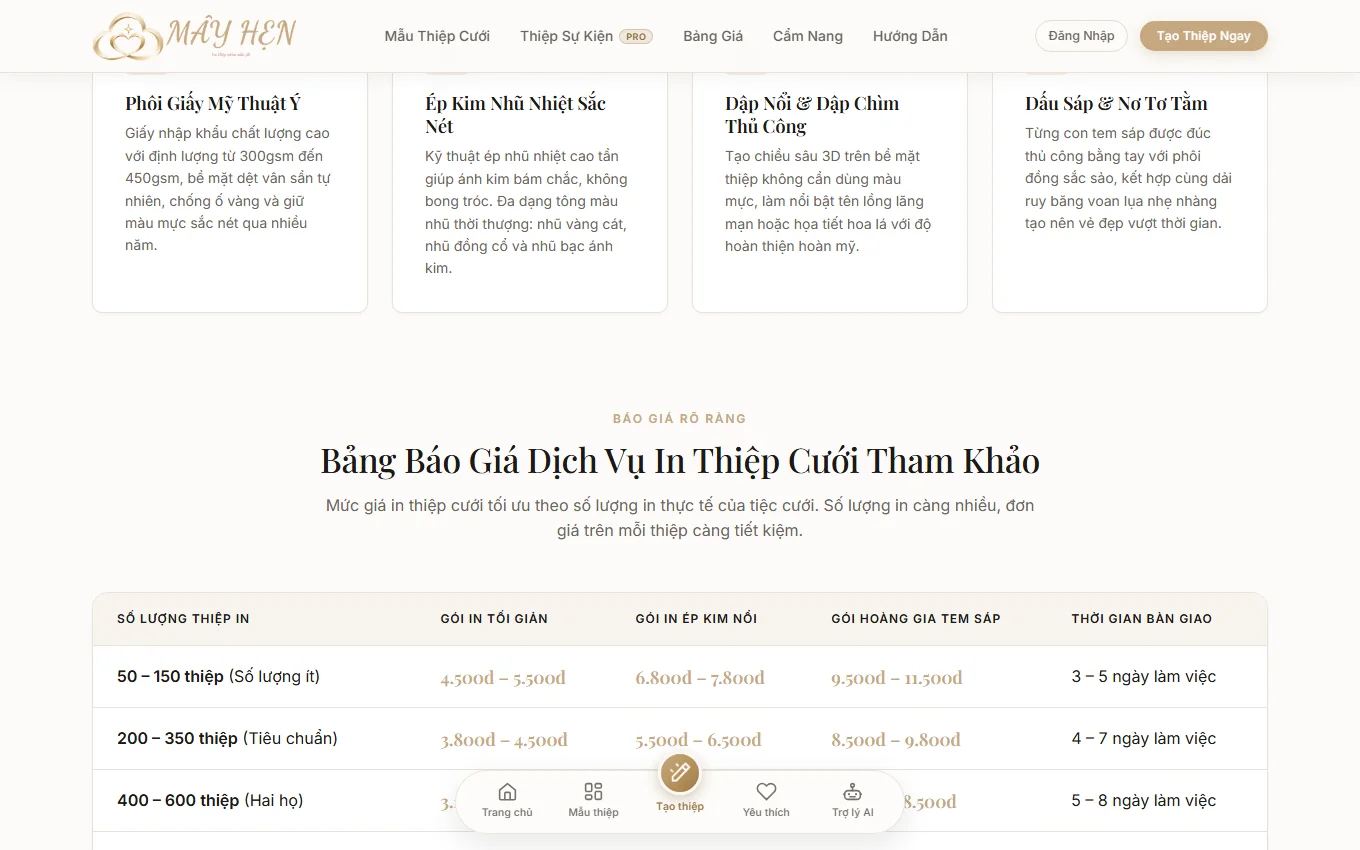 MÂY HẸN
Mẫu Thiệp Cưới
Thiệp Sự Kiện PRO
Bảng Giá
Cẩm Nang
Hướng Dẫn
Đăng Nhập
Tạo Thiệp Ngay
Phôi Giấy Mỹ Thuật Ý
Giấy nhập khẩu chất lượng cao
với định lượng từ 300gsm đến
450gsm, bề mặt dệt vân sần tự
nhiên, chống ố vàng và giữ
màu mực sắc nét qua nhiều
năm.
Ép Kim Nhũ Nhiệt Sắc
Nét
Kỹ thuật ép nhũ nhiệt cao tần
giúp ánh kim bám chắc, không
bong tróc. Đa dạng tông màu
nhũ thời thượng: nhũ vàng cát,
nhũ đồng cổ và nhũ bạc ánh
kim.
Dập Nổi & Dập Chìm
Thủ Công
Tạo chiều sâu 3D trên bề mặt
thiệp không cần dùng màu
mực, làm nổi bật tên lồng lãng
mạn hoặc họa tiết hoa lá với độ
hoàn thiện hoàn mỹ.
Dấu Sáp & Nơ Tơ Tằm
Từng con tem sáp được đúc
thủ công bằng tay với phôi
đồng sắc sảo, kết hợp cùng dải
ruy băng voan lụa nhẹ nhàng
tạo nên vẻ đẹp vượt thời gian.
BÁO GIÁ RÕ RÀNG
Bảng Báo Giá Dịch Vụ In Thiệp Cưới Tham Khảo
Mức giá in thiệp cưới tối ưu theo số lượng in thực tế của tiệc cưới. Số lượng in càng nhiều, đơn
giá trên mỗi thiệp càng tiết kiệm.
SỐ LƯỢNG THIỆP IN GÓI IN TỐI GIẢN GÓI IN ÉP KIM NỔI GÓI HOÀNG GIA TEM SÁP THỜI GIAN BÀN GIAO
50 – 150 thiệp (Số lượng ít) 4.500đ – 5.500đ 6.800đ – 7.800đ 9.500đ – 11.500đ 3 – 5 ngày làm việc
200 – 350 thiệp (Tiêu chuẩn) 3.800đ – 4.500đ 5.500đ – 6.500đ 8.500đ – 9.800đ 4 – 7 ngày làm việc
400 – 600 thiệp (Hai họ) 3. 8.500đ 5 – 8 ngày làm việc
Trang chủ
Mẫu thiệp
Tạo thiệp
Yêu thích
Trợ lý AI